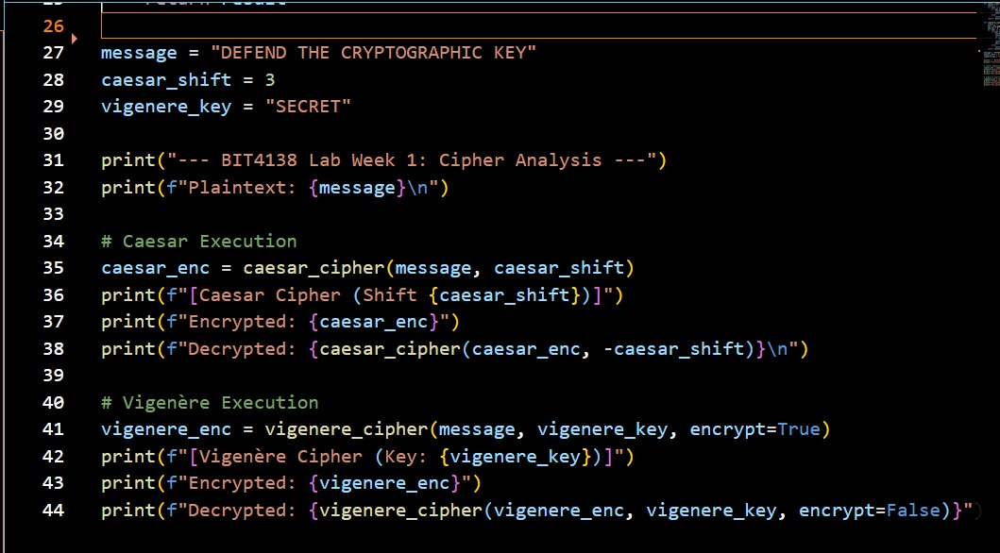 26
27 message = "DEFEND THE CRYPTOGRAPHIC KEY"
28 caesar_shift = 3
29 vigenere_key = "SECRET"
30
31 print("--- BIT4138 Lab Week 1: Cipher Analysis ---")
32 print(f"Plaintext: {message}\n")
33
34 # Caesar Execution
35 caesar_enc = caesar_cipher(message, caesar_shift)
36 print(f"[Caesar Cipher (Shift {caesar_shift})]")
37 print(f"Encrypted: {caesar_enc}")
38 print(f"Decrypted: {caesar_cipher(caesar_enc, -caesar_shift)}\n")
39
40 # Vigenère Execution
41 vigenere_enc = vigenere_cipher(message, vigenere_key, encrypt=True)
42 print(f"[Vigenère Cipher (Key: {vigenere_key})]")
43 print(f"Encrypted: {vigenere_enc}")
44 print(f"Decrypted: {vigenere_cipher(vigenere_enc, vigenere_key, encrypt=False)}")